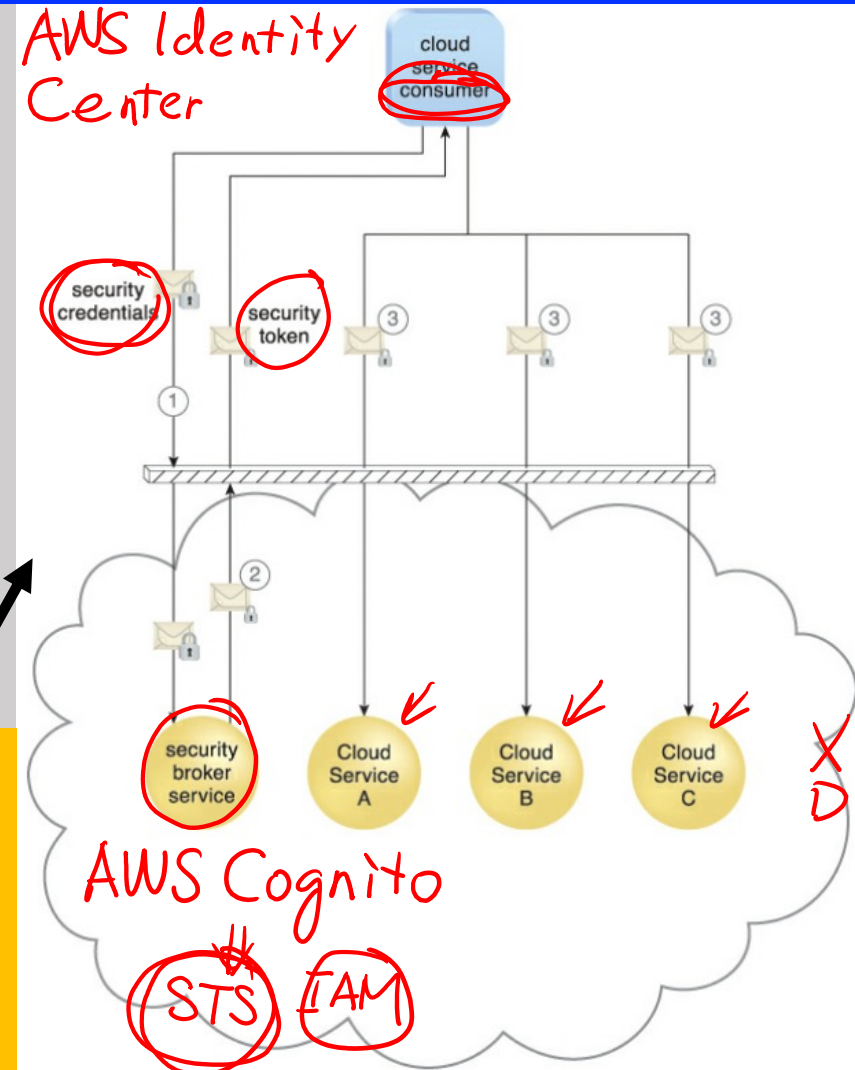 AWS Identity
Center
cloud
service
consumer
security
credentials
security
token
3
3
3
1
2
security
broker
service
Cloud
Service
A
Cloud
Service
B
Cloud
Service
C
X
D
AWS Cognito
STS
IAM